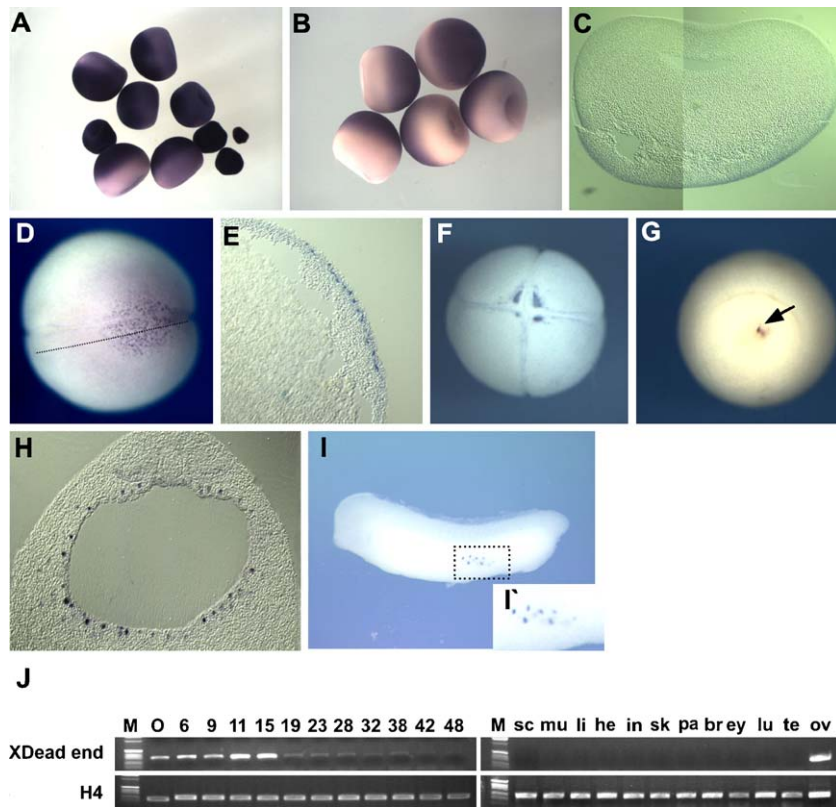 A
B
C
D
E
F
G
H
I
I`
J
M O 6 9 11 15 19 23 28 32 38 42 48 M sc mu li he in sk pa br ey lu te ov
XDead end
H4